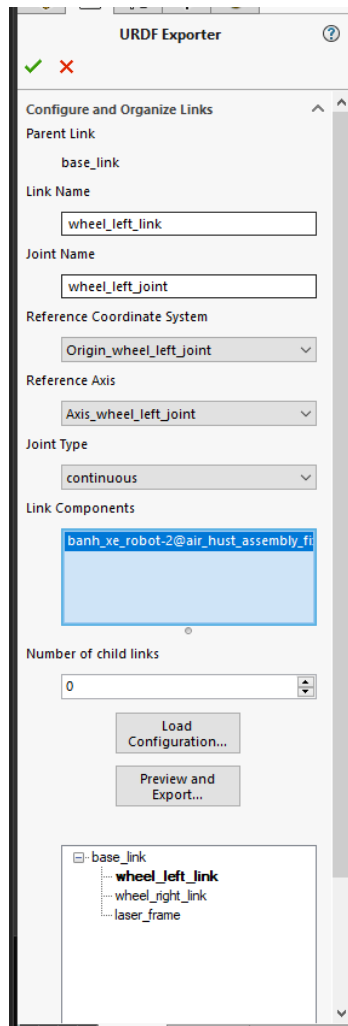 URDF Exporter
Configure and Organize Links
Parent Link
base_link
Link Name
wheel_left_link
Joint Name
wheel_left_joint
Reference Coordinate System
Origin_wheel_left_joint
Reference Axis
Axis_wheel_left_joint
Joint Type
continuous
Link Components
banh_xe_robot-2@air_hust_assembly_fi
Number of child links
0
Load
Configuration...
Preview and
Export...
base_link
wheel_left_link
wheel_right_link
laser_frame